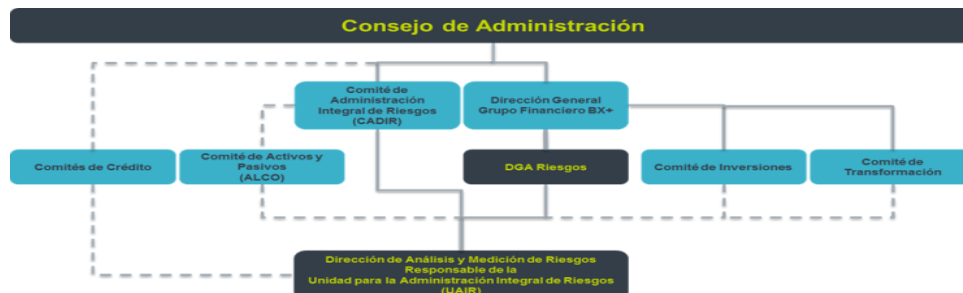 Consejo de Administración
Comité de
Administración
Integral de Riesgos
(CADIR)
Dirección General
Grupo Financiero BX+
Comités de Crédito
Comité de Activos y
Pasivos
(ALCO)
DGA Riesgos
Comité de Inversiones
Comité de
Transformación
Dirección de Análisis y Medición de Riesgos
Responsable de la
Unidad para la Administración Integral de Riesgos
(UAIR)